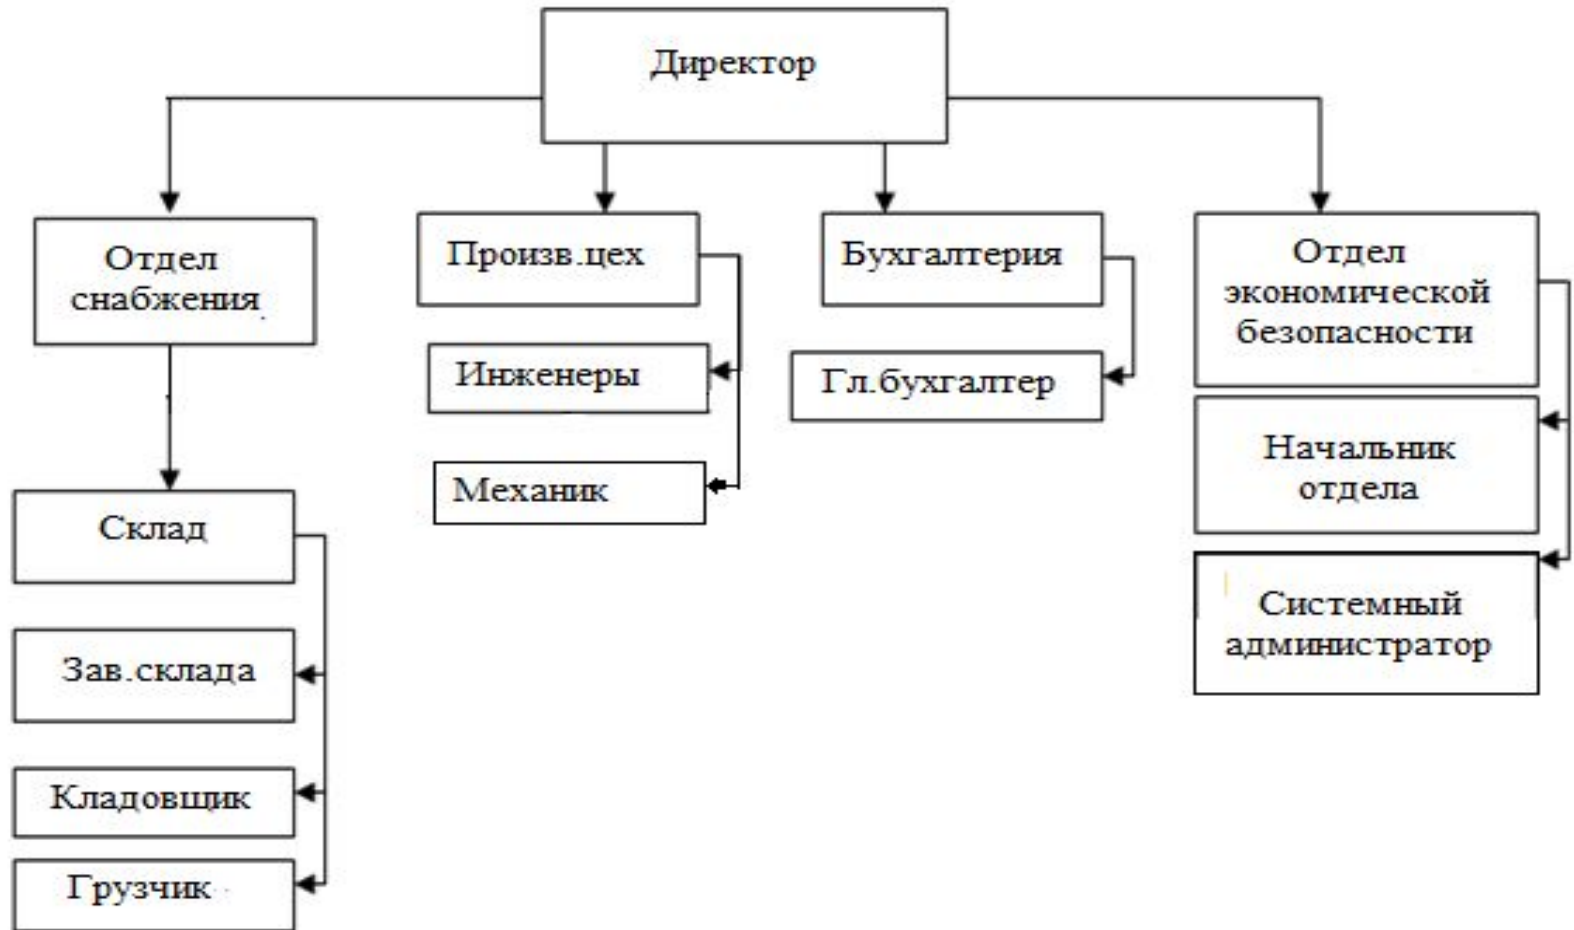 Директор
Отдел
снабжения
Произв.цех
Бухгалтерия
Отдел
экономической
безопасности
Инженеры
Гл.бухгалтер
Начальник
отдела
Механик
Склад
Системный
администратор
Зав.склада
Кладовщик
Грузчик